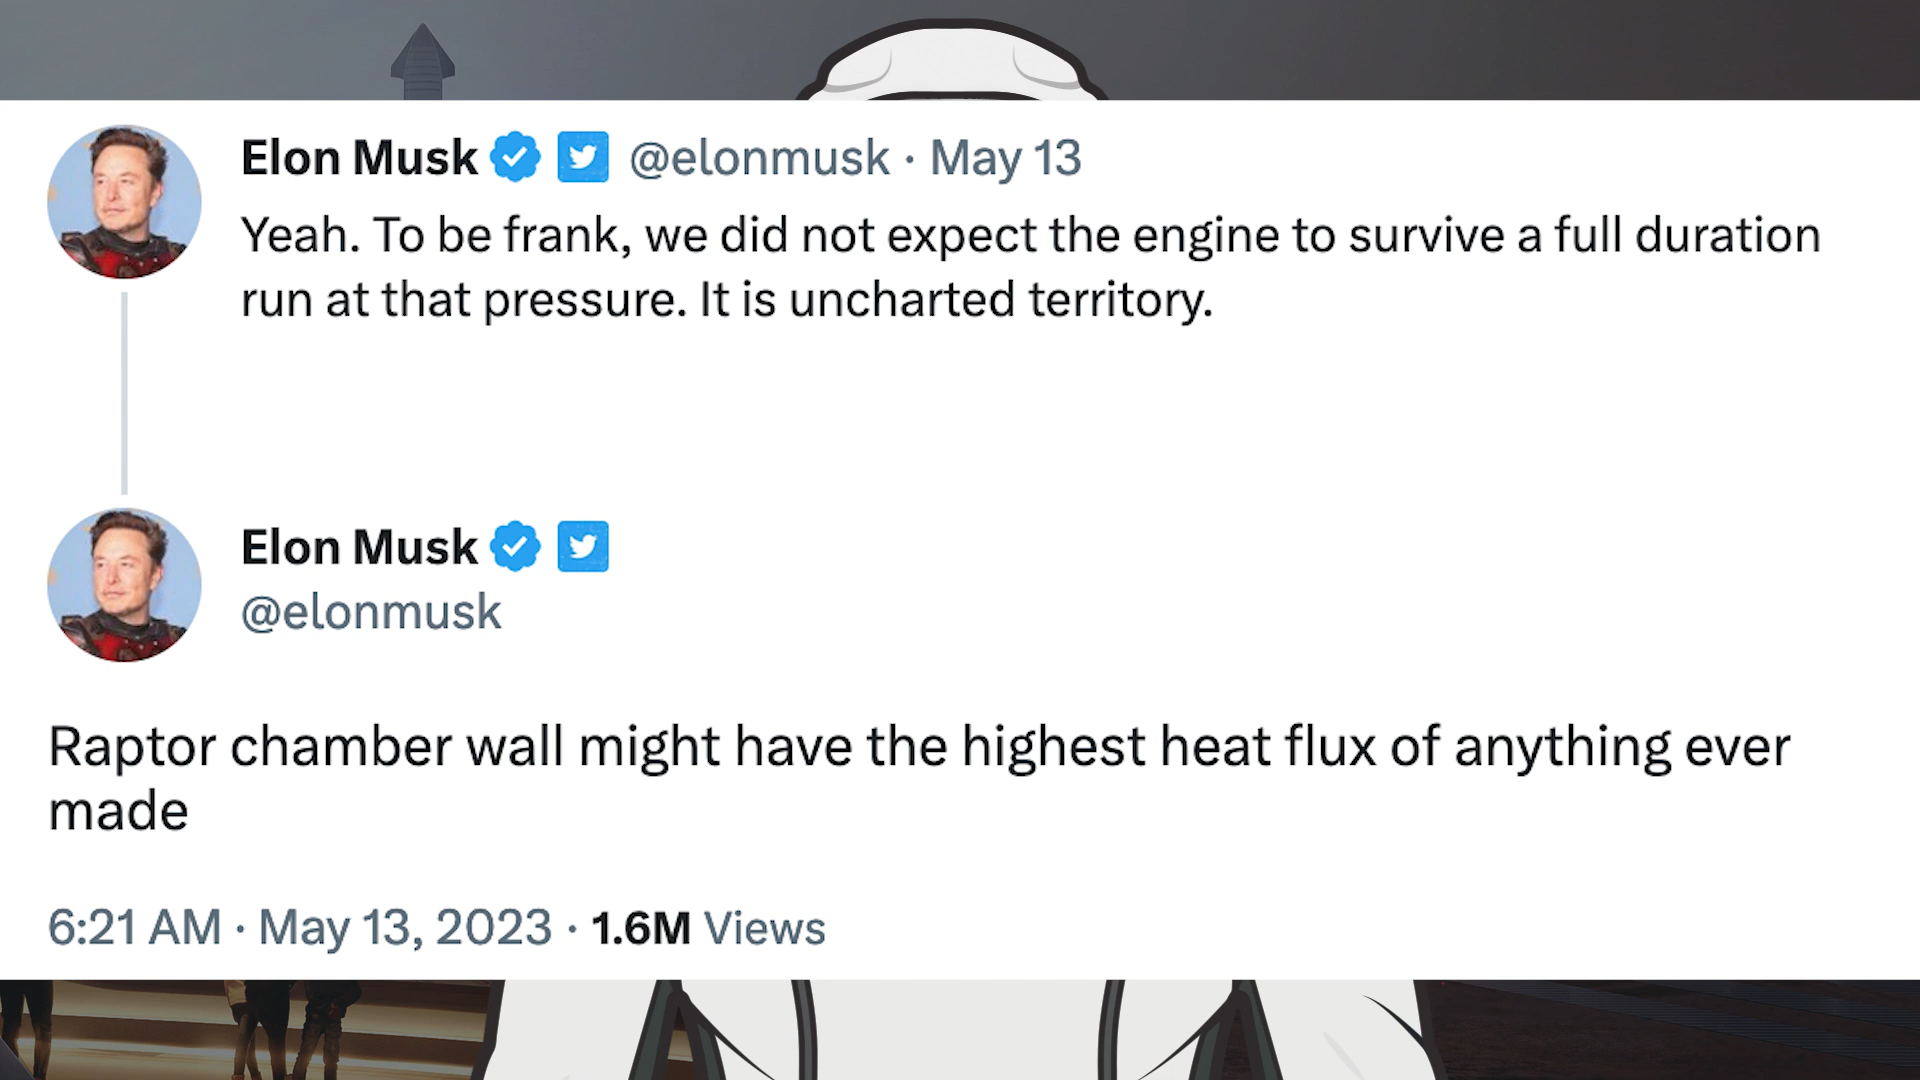 Elon Musk @elonmusk · May 13
Yeah. To be frank, we did not expect the engine to survive a full duration
run at that pressure. It is uncharted territory.
Elon Musk
@elonmusk
Raptor chamber wall might have the highest heat flux of anything ever
made
6:21 AM · May 13, 2023 · 1.6M Views